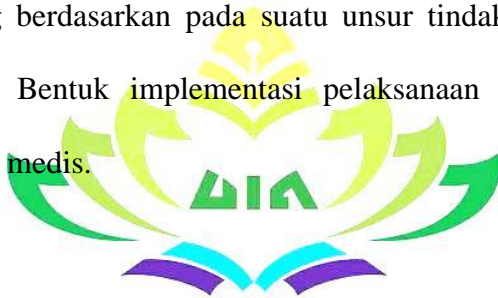 berdasarkan pada suatu unsur tindak
Bentuk implementasi pelaksanaan
medis.
UIN